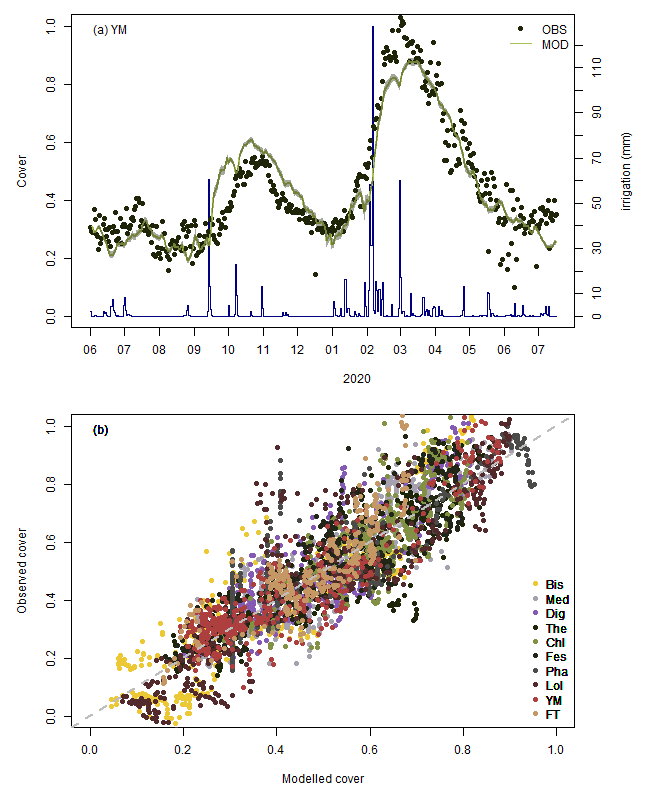 (a) YM
OBS
MOD
Cover
0.0 0.2 0.4 0.6 0.8 1.0
irrigation (mm)
0 10 30 50 70 90 110
06 07 08 09 10 11 12 01 02 03 04 05 06 07
2020
(b)
Observed cover
0.0 0.2 0.4 0.6 0.8 1.0
Bis
Med
Dig
The
Chl
Fes
Pha
Lol
YM
FT
0.0 0.2 0.4 0.6 0.8 1.0
Modelled cover